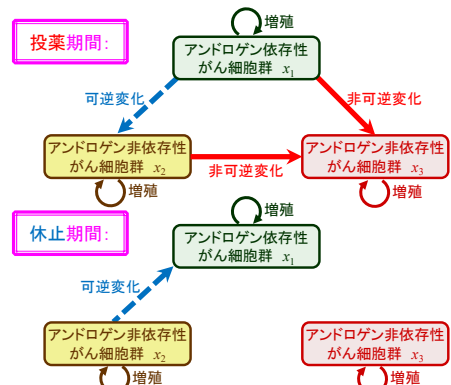 投薬期間:
増殖
アンドロゲン依存性
がん細胞群 x₁
可逆変化
非可逆変化
アンドロゲン非依存性
がん細胞群 x₂
非可逆変化
アンドロゲン非依存性
がん細胞群 x₃
増殖
増殖
休止期間:
増殖
アンドロゲン依存性
がん細胞群 x₁
可逆変化
アンドロゲン非依存性
がん細胞群 x₂
アンドロゲン非依存性
がん細胞群 x₃
増殖
増殖